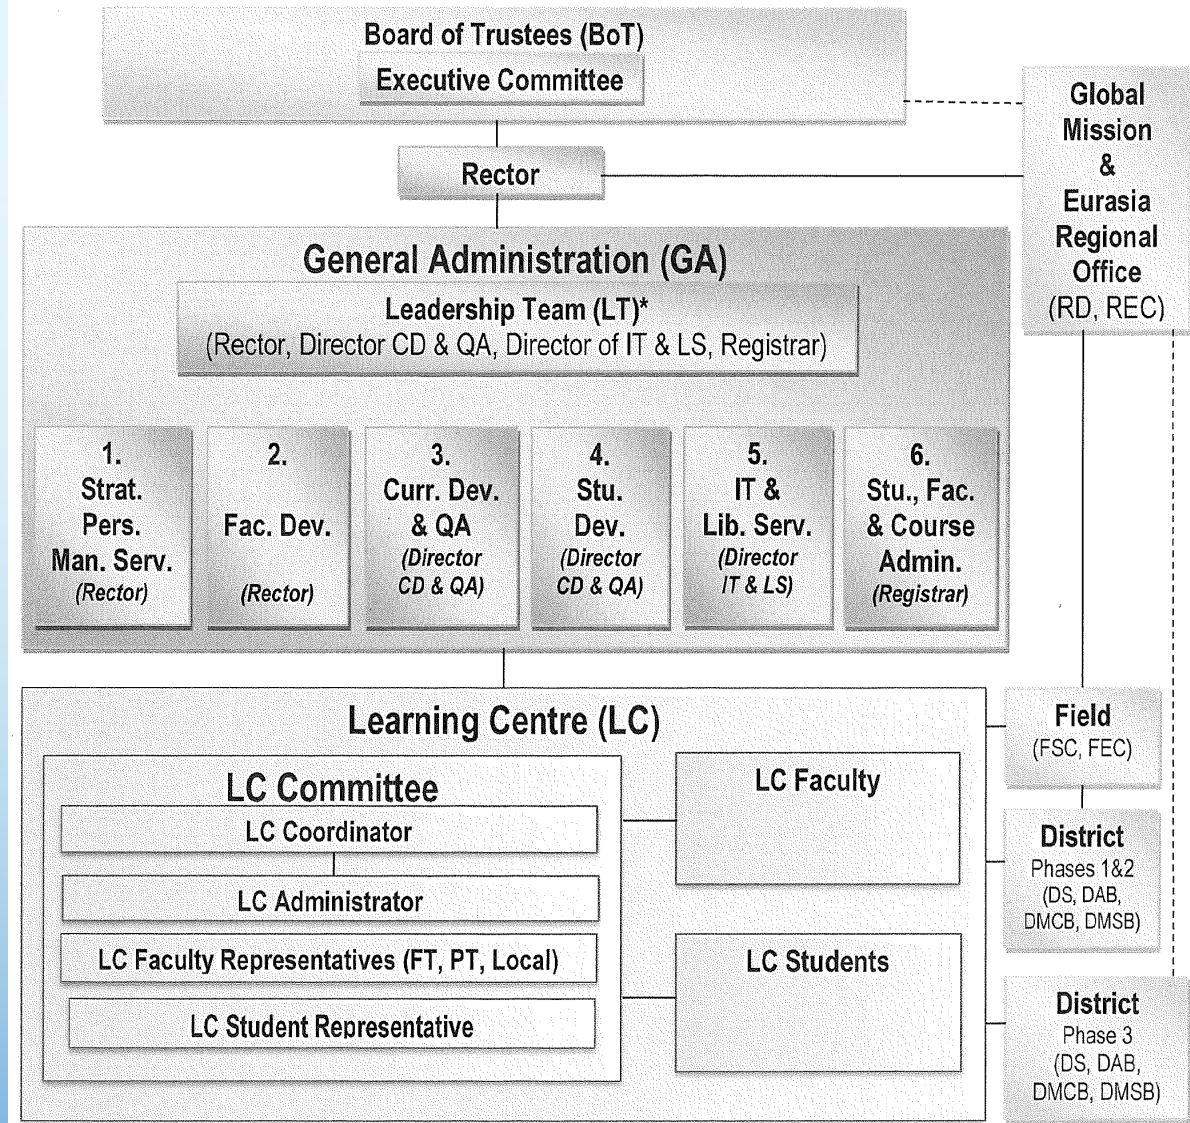 Board of Trustees (BoT)
Executive Committee
Rector
Global
Mission
&
Eurasia
Regional
Office
(RD, REC)
General Administration (GA)
Leadership Team (LT)*
(Rector, Director CD & QA, Director of IT & LS, Registrar)
1.
Strat.
Pers.
Man. Serv.
(Rector)
2.
Fac. Dev.
(Rector)
3.
Curr. Dev.
& QA
(Director
CD & QA)
4.
Stu.
Dev.
(Director
CD & QA)
5.
IT &
Lib. Serv.
(Director
IT & LS)
6.
Stu., Fac.
& Course
Admin.
(Registrar)
Learning Centre (LC)
LC Committee
LC Coordinator
LC Administrator
LC Faculty Representatives (FT, PT, Local)
LC Student Representative
LC Faculty
LC Students
Field
(FSC, FEC)
District
Phases 1&2
(DS, DAB,
DMCB, DMSB)
District
Phase 3
(DS, DAB,
DMCB, DMSB)